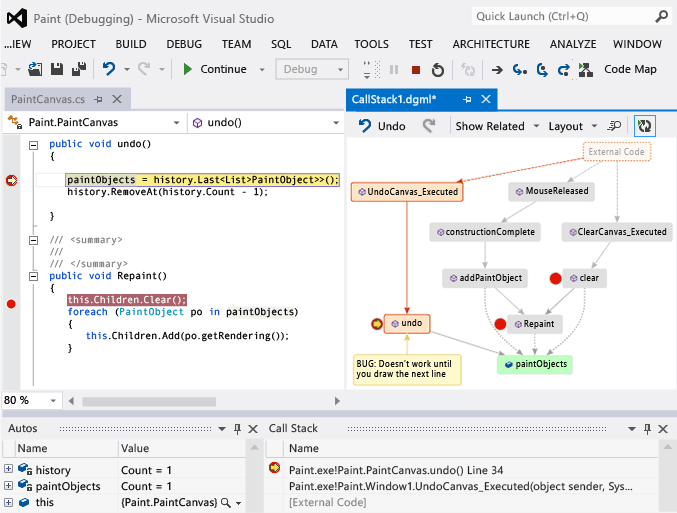 Paint (Debugging) - Microsoft Visual Studio
Quick Launch (Ctrl+Q)
...IEW PROJECT BUILD DEBUG TEAM SQL DATA TOOLS TEST ARCHITECTURE ANALYZE WINDOW
Continue Debug Code Map
PaintCanvas.cs
CallStack1.dgml*
Paint.PaintCanvas undo()
Undo Show Related Layout
public void undo()
{
paintObjects = history.Last<List>PaintObject>>();
history.RemoveAt(history.Count - 1);
}
/// <summary>
///
/// </summary>
public void Repaint()
{
this.Children.Clear();
foreach (PaintObject po in paintObjects)
{
this.Children.Add(po.getRendering());
}
80 %
External Code
UndoCanvas_Executed
MouseReleased
constructionComplete
ClearCanvas_Executed
addPaintObject
clear
undo
Repaint
BUG: Doesn't work until
you draw the next line
paintObjects
Autos
Name Value
history Count = 1
paintObjects Count = 1
this {Paint.PaintCanvas}
Call Stack
Name
Paint.exe!Paint.PaintCanvas.undo() Line 34
Paint.exe!Paint.Window1.UndoCanvas_Executed(object sender, Sys...
[External Code]